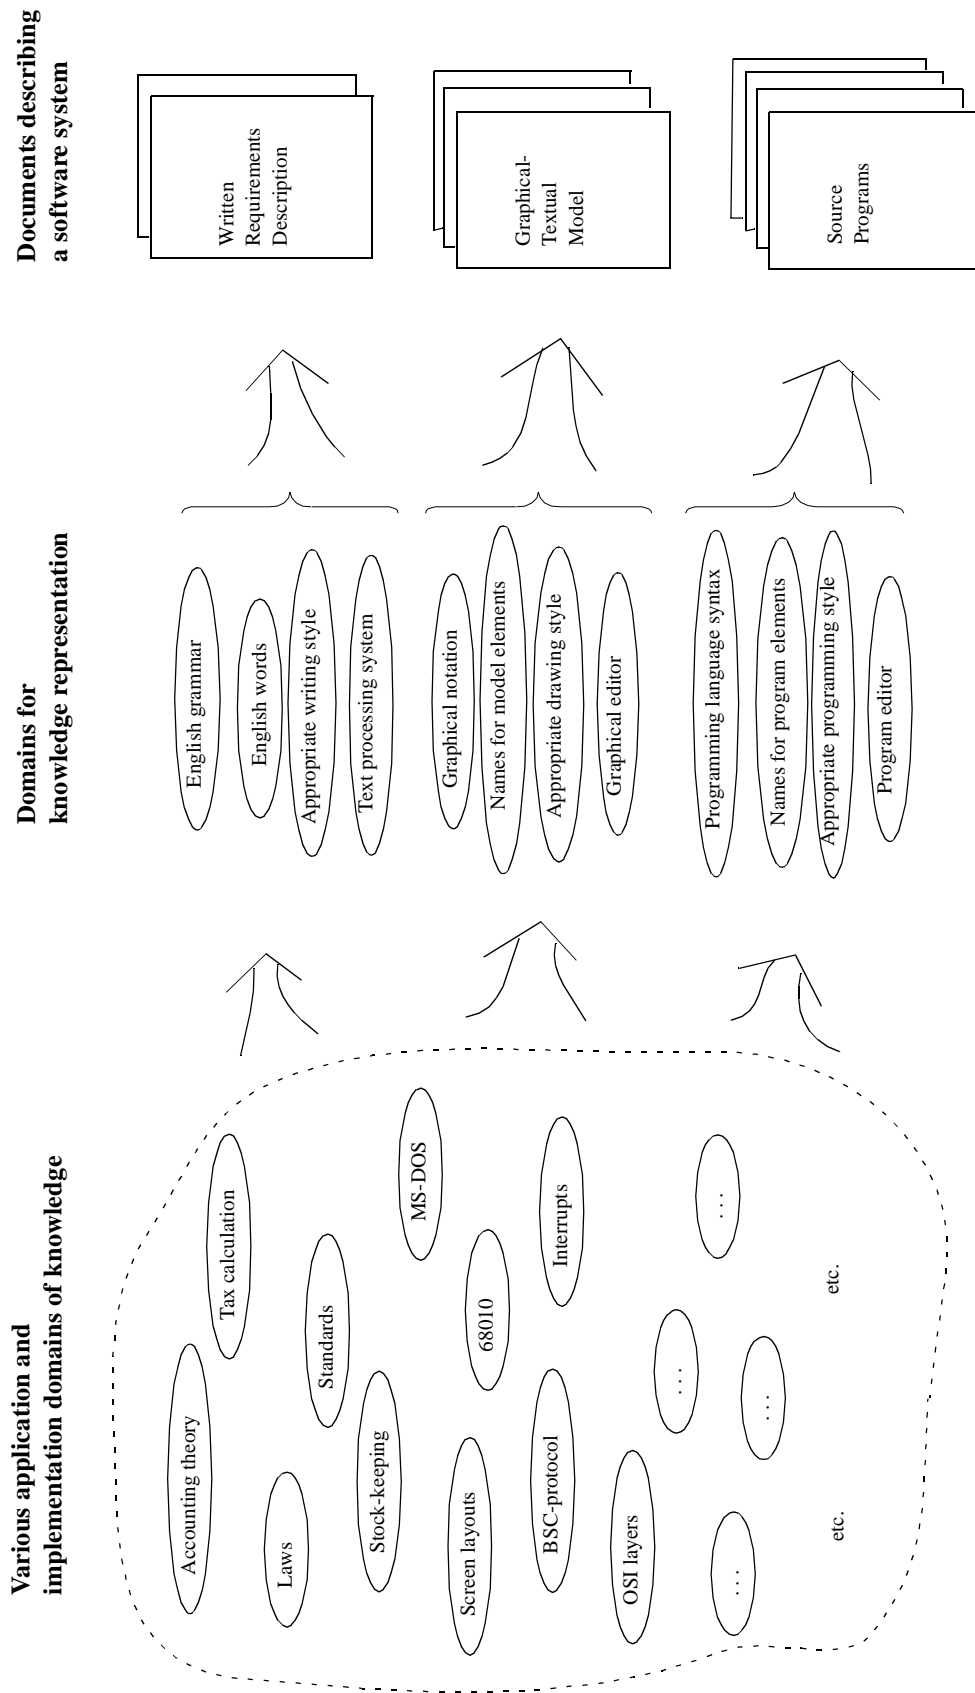 Various application and
implementation domains of knowledge
Accounting theory
Tax calculation
Laws
Standards
Stock-keeping
MS-DOS
Screen layouts
68010
BSC-protocol
Interrupts
OSI layers
. . .
. . .
. . .
. . .
etc.
etc.
Domains for
knowledge representation
English grammar
English words
Appropriate writing style
Text processing system
Graphical notation
Names for model elements
Appropriate drawing style
Graphical editor
Programming language syntax
Names for program elements
Appropriate programming style
Program editor
Documents describing
a software system
Written
Requirements
Description
Graphical-
Textual
Model
Source
Programs